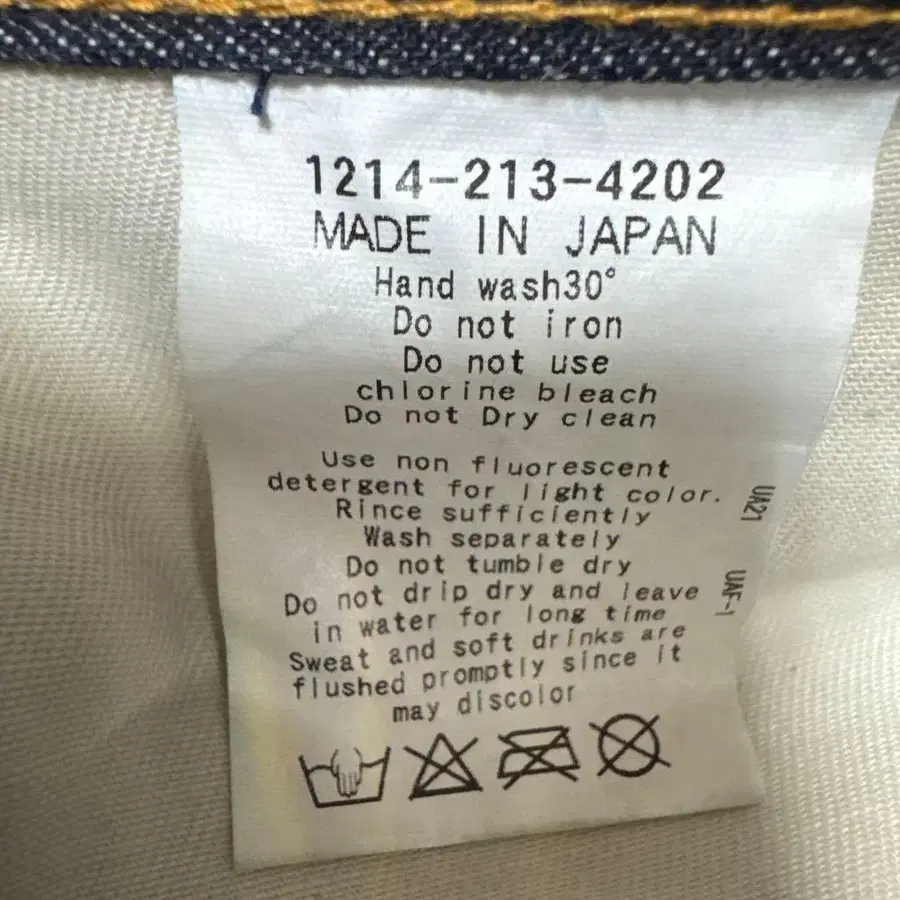 1214-213-4202
MADE IN JAPAN
Hand wash30°
Do not iron
Do not use
chlorine bleach
Do not Dry clean
Use non fluorescent
detergent for light color.
Rince sufficiently
Wash separately
Do not tumble dry
Do not drip dry and leave
in water for long time
Sweat and soft drinks are
flushed promptly since it
may discolor
UA21
UAF-1